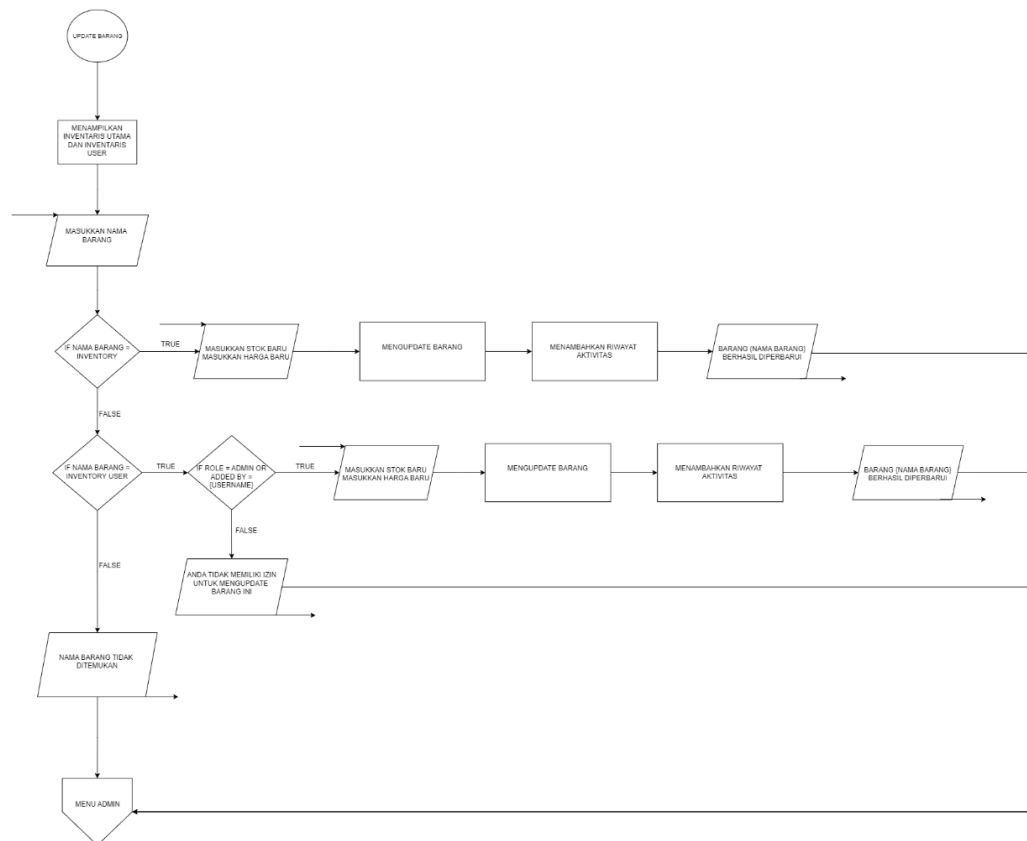 UPDATE BARANG
MENAMPILKAN
INVENTARIS UTAMA
DAN INVENTARIS
USER
MASUKKAN NAMA
BARANG
IF NAMA BARANG =
INVENTORY
TRUE
MASUKKAN STOK BARU
MASUKKAN HARGA BARU
MENGUPDATE BARANG
MENAMBAHKAN RIWAYAT
AKTIVITAS
BARANG {NAMA BARANG}
BERHASIL DIPERBARUI
FALSE
IF NAMA BARANG =
INVENTORY USER
TRUE
IF ROLE = ADMIN OR
ADDED BY =
{USERNAME}
TRUE
MASUKKAN STOK BARU
MASUKKAN HARGA BARU
MENGUPDATE BARANG
MENAMBAHKAN RIWAYAT
AKTIVITAS
BARANG {NAMA BARANG}
BERHASIL DIPERBARUI
FALSE
FALSE
ANDA TIDAK MEMILIKI IZIN
UNTUK MENGUPDATE
BARANG INI
NAMA BARANG TIDAK
DITEMUKAN
MENU ADMIN